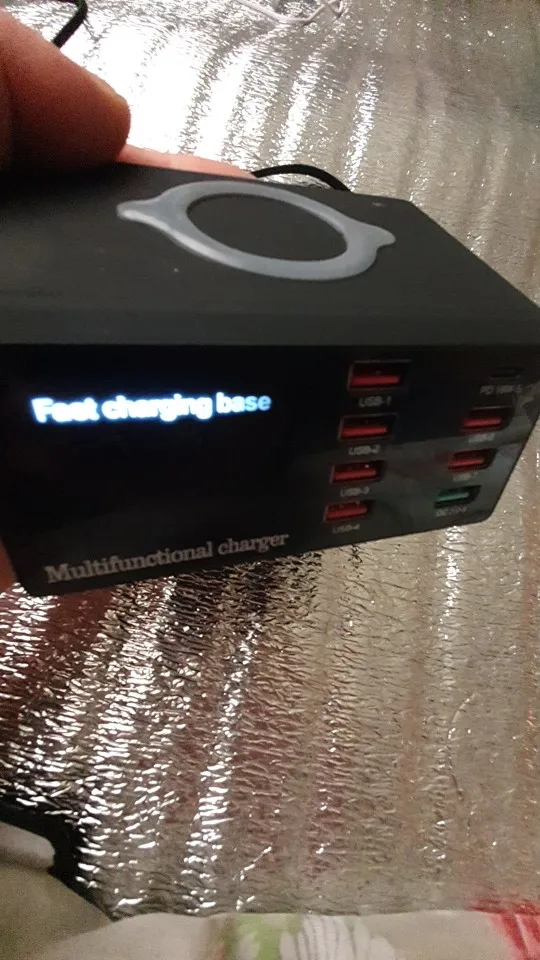 Fast charging base
USB-1
USB-2
USB-3
USB-4
Multifunctional charger